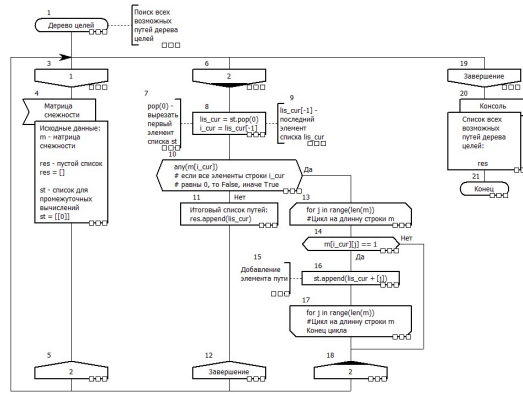 1
Дерево целей
Поиск всех
возможных
путей дерева
целей
3
1
4
Матрица
смежности
Исходные данные:
m - матрица
смежности
res - пустой список
res = []
st - список для
промежуточных
вычислений
st = [[0]]
5
2
6
2
7
pop(0) -
вырезать
первый
элемент
списка st
8
lis_cur = st.pop(0)
i_cur = lis_cur[-1]
9
lis_cur[-1] -
последний
элемент
списка lis_cur
10
any(m[i_cur])
# если все элементы строки i_cur
# равны 0, то False, иначе True
Да
Нет
11
Итоговый список путей:
res.append(lis_cur)
12
Завершение
13
for j in range(len(m))
#Цикл на длинну строки m
14
m[i_cur][j] == 1
Нет
Да
15
Добавление
элемента пути
16
st.append(lis_cur + [j])
17
for j in range(len(m))
#Цикл на длинну строки m
Конец цикла
18
2
19
Завершение
20
Консоль
Список всех
возможных
путей дерева
целей:
res
21
Конец